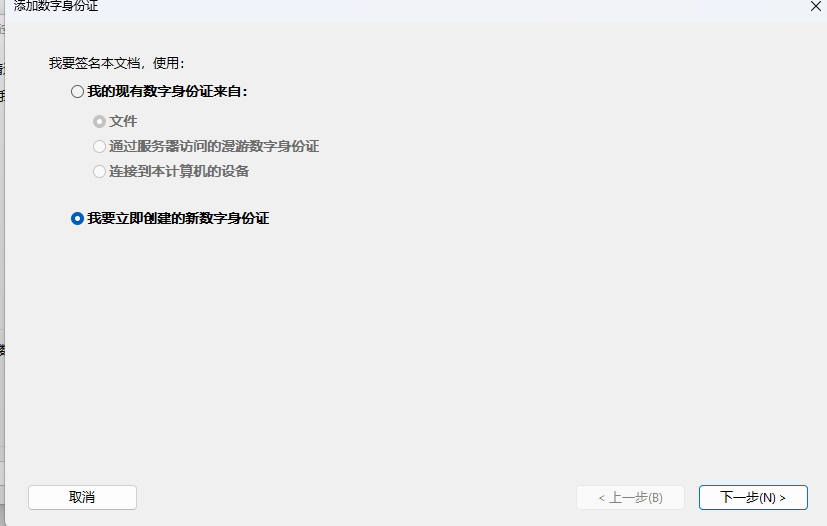 添加数字身份证
我要签名本文档，使用：
我的现有数字身份证来自：
文件
通过服务器访问的漫游数字身份证
连接到本计算机的设备
我要立即创建的新数字身份证
取消
< 上一步(B)
下一步(N) >